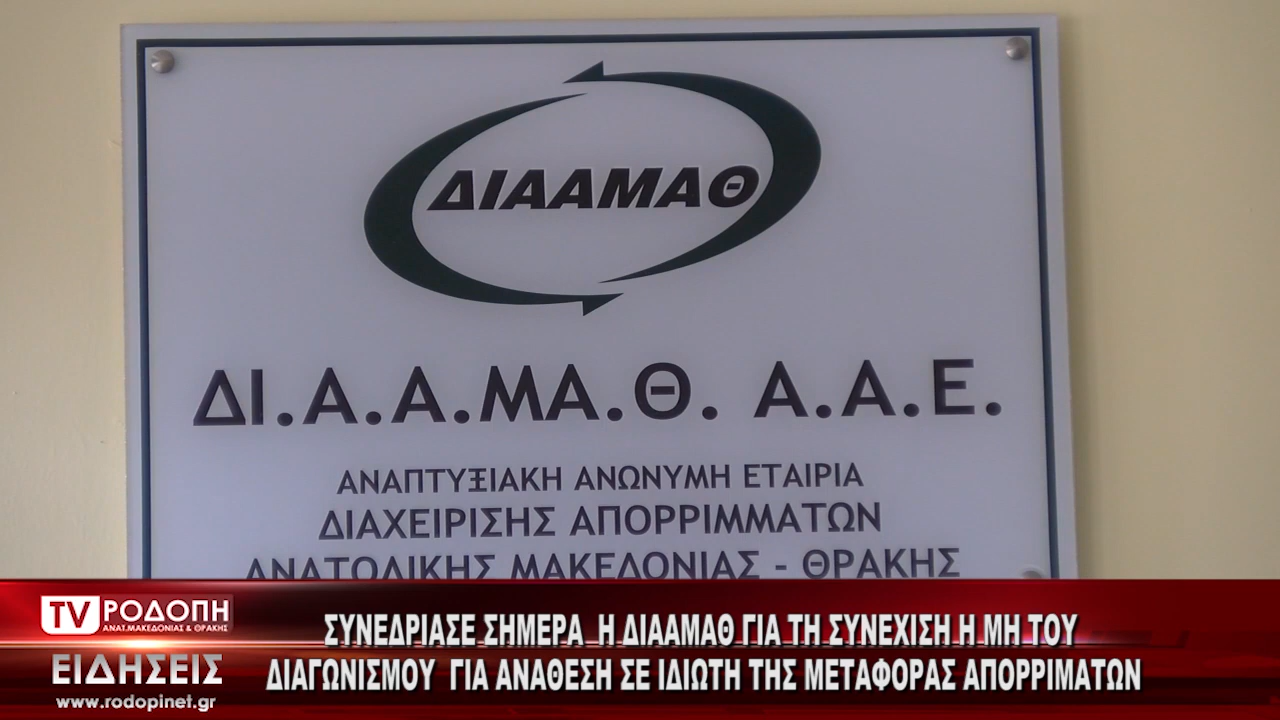 ΔΙΑΑΜΑΘ
ΔΙ.Α.Α.ΜΑ.Θ. Α.Α.Ε.
ΑΝΑΠΤΥΞΙΑΚΗ ΑΝΩΝΥΜΗ ΕΤΑΙΡΙΑ
ΔΙΑΧΕΙΡΙΣΗΣ ΑΠΟΡΡΙΜΜΑΤΩΝ
ΑΝΑΤΟΛΙΚΗΣ ΜΑΚΕΔΟΝΙΑΣ - ΘΡΑΚΗΣ
TV ΡΟΔΟΠΗ
ΑΝΑΤ.ΜΑΚΕΔΟΝΙΑΣ & ΘΡΑΚΗΣ
ΕΙΔΗΣΕΙΣ
www.rodopinet.gr
ΣΥΝΕΔΡΙΑΣΕ ΣΗΜΕΡΑ Η ΔΙΑΑΜΑΘ ΓΙΑ ΤΗ ΣΥΝΕΧΙΣΗ Η ΜΗ ΤΟΥ
ΔΙΑΓΩΝΙΣΜΟΥ ΓΙΑ ΑΝΑΘΕΣΗ ΣΕ ΙΔΙΩΤΗ ΤΗΣ ΜΕΤΑΦΟΡΑΣ ΑΠΟΡΡΙΜΑΤΩΝ